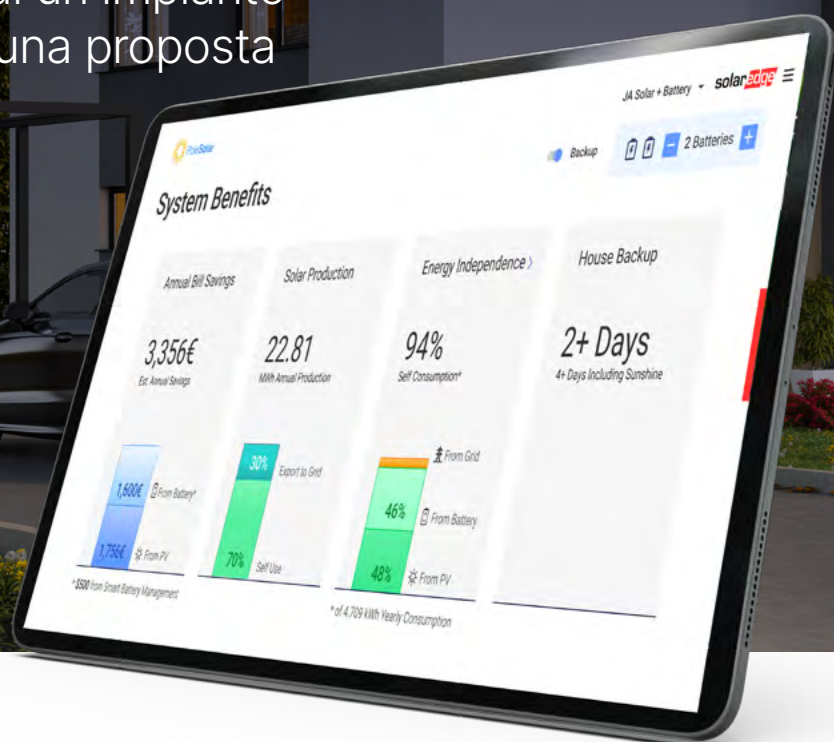 una proposta
JA Solar + Battery
solaredge
PoleSolar
Backup
2 Batteries
System Benefits
Annual Bill Savings
3,356€
Est. Annual Savings
1,600€ From Battery*
1,756€ From PV
* $500 from Smart Battery Management
Solar Production
22.81
MWh Annual Production
30% Export to Grid
70% Self Use
Energy Independence >
94%
Self Consumption*
From Grid
46% From Battery
48% From PV
* of 4.709 kWh Yearly Consumption
House Backup
2+ Days
4+ Days Including Sunshine